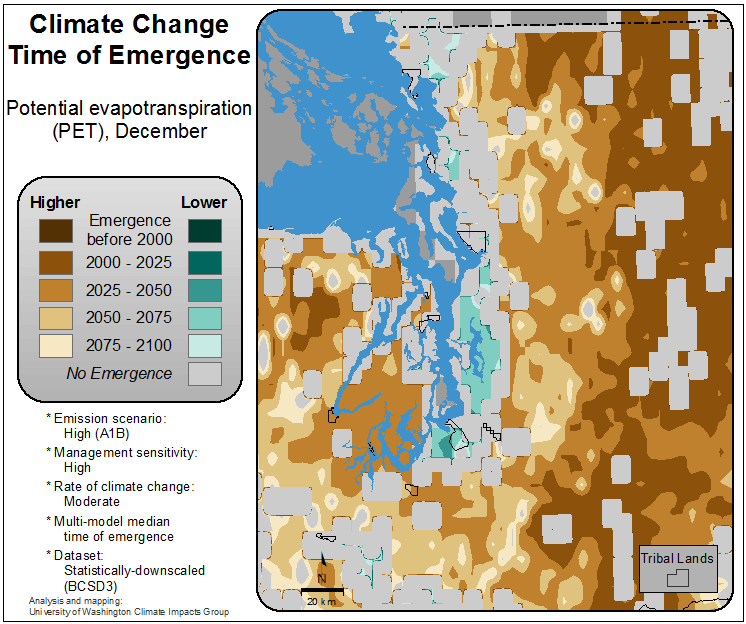 Climate Change
Time of Emergence
Potential evapotranspiration
(PET), December
Higher Lower
Emergence
before 2000
2000 - 2025
2025 - 2050
2050 - 2075
2075 - 2100
No Emergence
* Emission scenario:
High (A1B)
* Management sensitivity:
High
* Rate of climate change:
Moderate
* Multi-model median
time of emergence
* Dataset:
Statistically-downscaled
(BCSD3)
Analysis and mapping:
University of Washington Climate Impacts Group
N
20 km
Tribal Lands